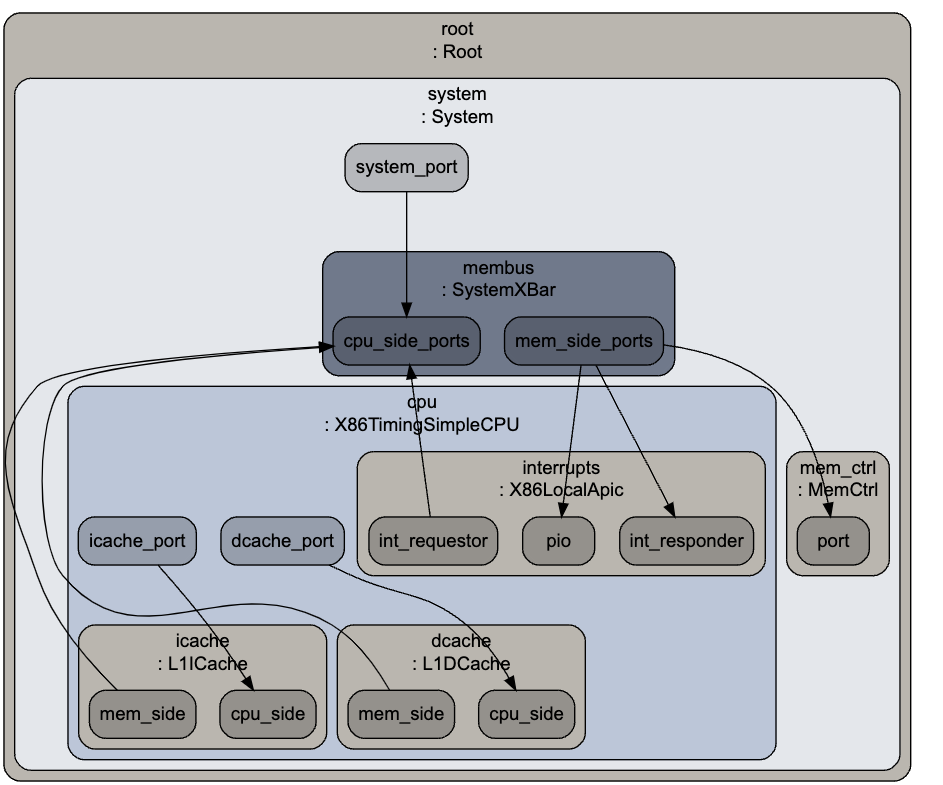 root
: Root
system
: System
system_port
membus
: SystemXBar
cpu_side_ports
mem_side_ports
cpu
: X86TimingSimpleCPU
interrupts
: X86LocalApic
int_requestor
pio
int_responder
mem_ctrl
: MemCtrl
port
icache_port
dcache_port
icache
: L1ICache
mem_side
cpu_side
dcache
: L1DCache
mem_side
cpu_side